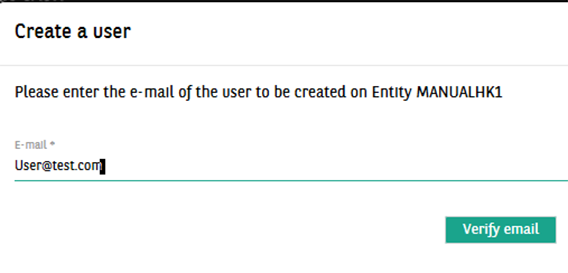 Create a user
Please enter the e-mail of the user to be created on Entity MANUALHK1
E-mail *
User@test.com
Verify email